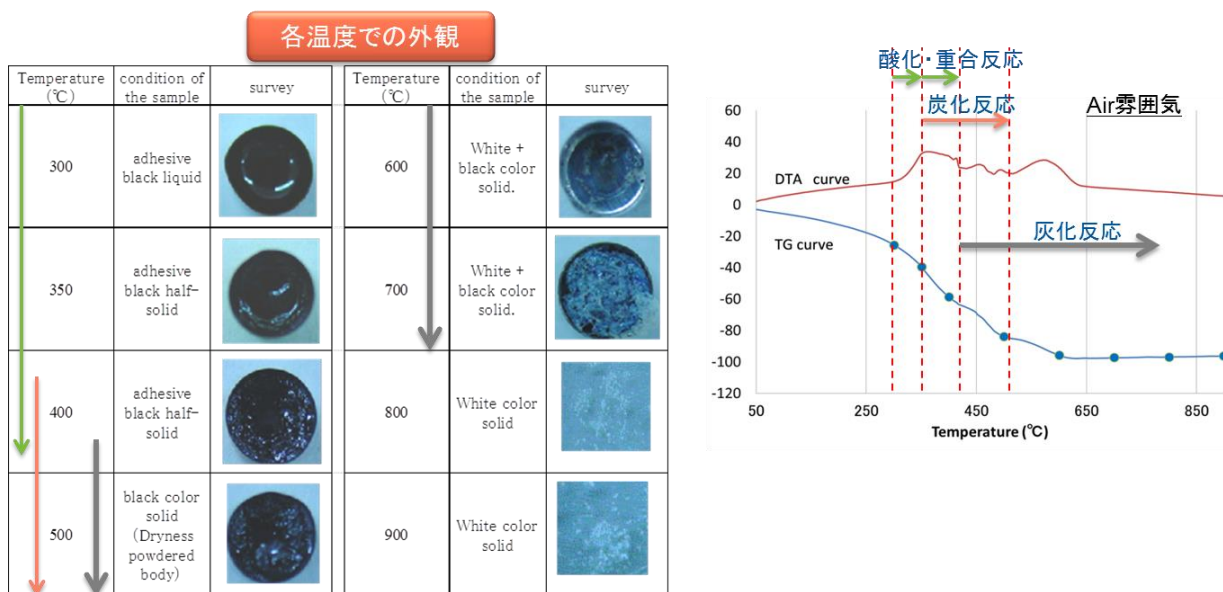 各温度での外観
Temperature
(℃)
condition of
the sample
survey
Temperature
(℃)
condition of
the sample
survey
300
adhesive
black liquid
600
White +
black color
solid.
350
adhesive
black half-
solid
700
White +
black color
solid.
400
adhesive
black half-
solid
800
White color
solid
500
black color
solid
(Dryness
powdered
body)
900
White color
solid
酸化・重合反応
炭化反応
Air雰囲気
60
40
20
0
-20
-40
-60
-80
-100
-120
DTA curve
TG curve
灰化反応
50
250
450
650
850
Temperature (℃)